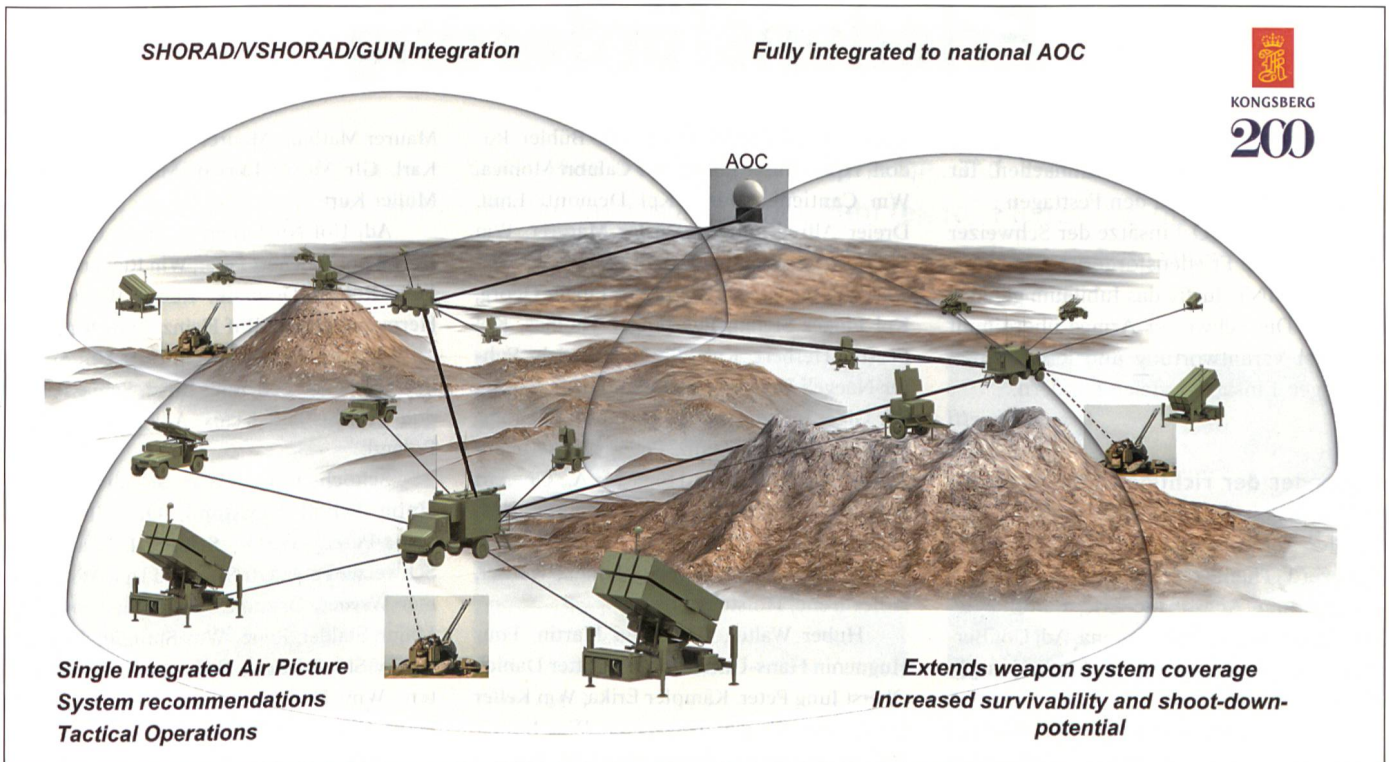 SHORAD/VSHORAD/GUN Integration
Fully integrated to national AOC
KONGSBERG
200
AOC
Single Integrated Air Picture
System recommendations
Tactical Operations
Extends weapon system coverage
Increased survivability and shoot-down-
potential